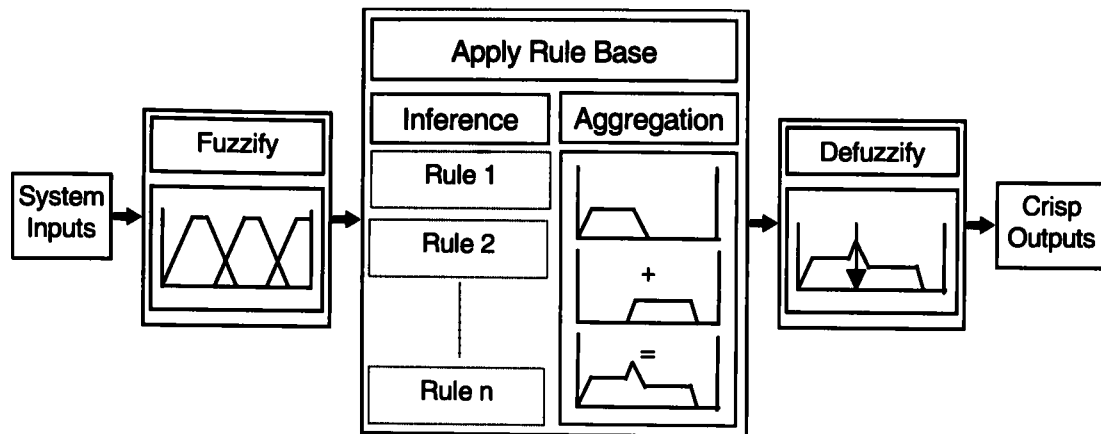 System
Inputs
Fuzzify
Apply Rule Base
Inference
Rule 1
Rule 2
Rule n
Aggregation
+
=
Defuzzify
Crisp
Outputs